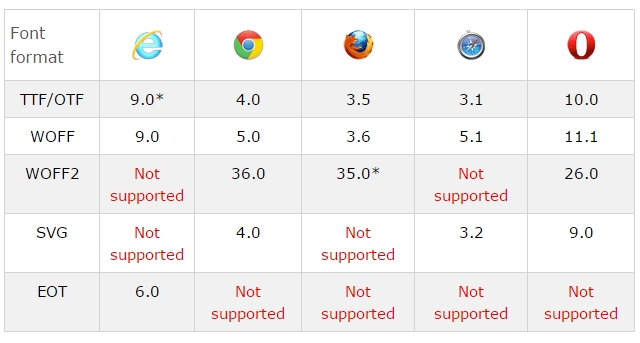 Font format
TTF/OTF 9.0* 4.0 3.5 3.1 10.0
WOFF 9.0 5.0 3.6 5.1 11.1
WOFF2 Not supported 36.0 35.0* Not supported 26.0
SVG Not supported 4.0 Not supported 3.2 9.0
EOT 6.0 Not supported Not supported Not supported Not supported